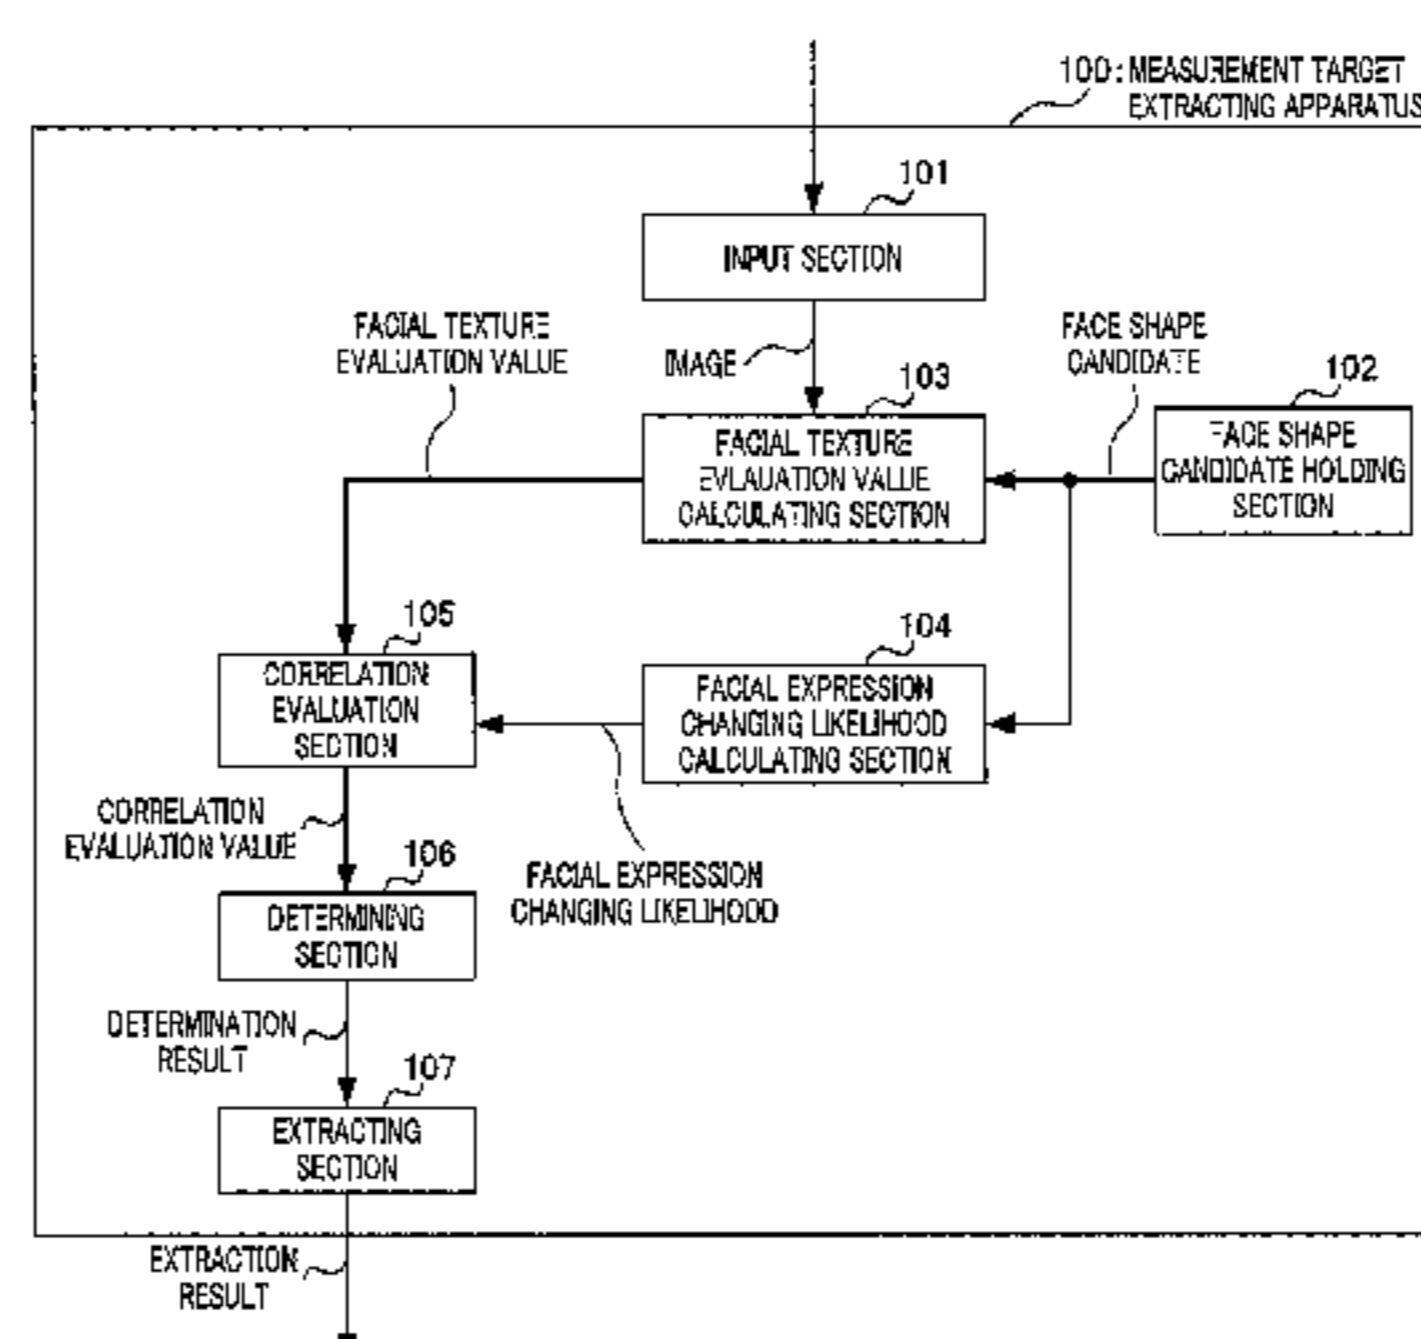 100: MEASUREMENT TARGET
EXTRACTING APPARATUS
101
INPUT SECTION
FACIAL TEXTURE
EVALUATION VALUE
IMAGE
FACE SHAPE
CANDIDATE
103
102
FACIAL TEXTURE
EVLAUATION VALUE
CALCULATING SECTION
FACE SHAPE
CANDIDATE HOLDING
SECTION
105
104
CORRELATION
EVALUATION
SECTION
FACIAL EXPRESSION
CHANGING LIKELIHOOD
CALCULATING SECTION
CORRELATION
EVALUATION VALUE
106
FACIAL EXPRESSION
CHANGING LIKELIHOOD
DETERMINING
SECTION
DETERMINATION
RESULT
107
EXTRACTING
SECTION
EXTRACTION
RESULT